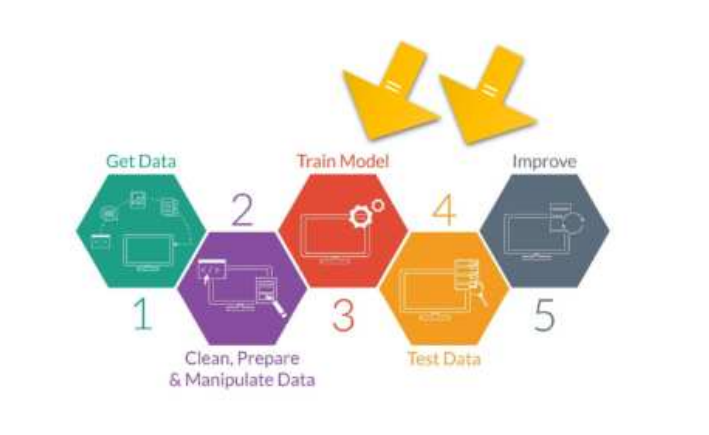 Get Data
Train Model
Improve
2
4
</>
1
3
5
Clean, Prepare
& Manipulate Data
Test Data